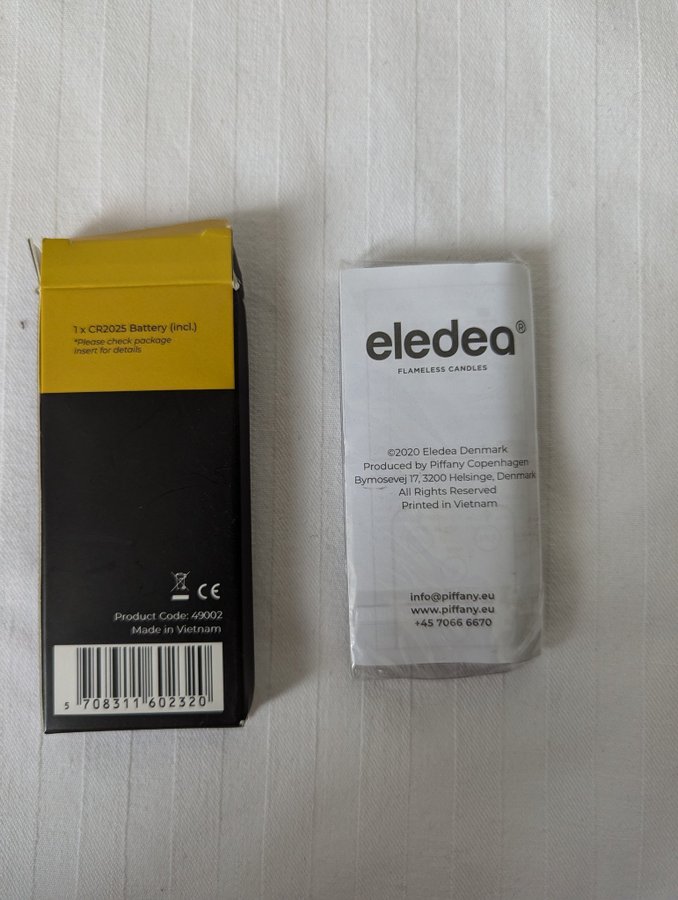 1 x CR2025 Battery (incl.)
*Please check package
insert for details
CE
Product Code: 49002
Made in Vietnam
5 708311 602320
eledea®
FLAMELESS CANDLES
©2020 Eledea Denmark
Produced by Piffany Copenhagen
Bymosevej 17, 3200 Helsinge, Denmark
All Rights Reserved
Printed in Vietnam
info@piffany.eu
www.piffany.eu
+45 7066 6670